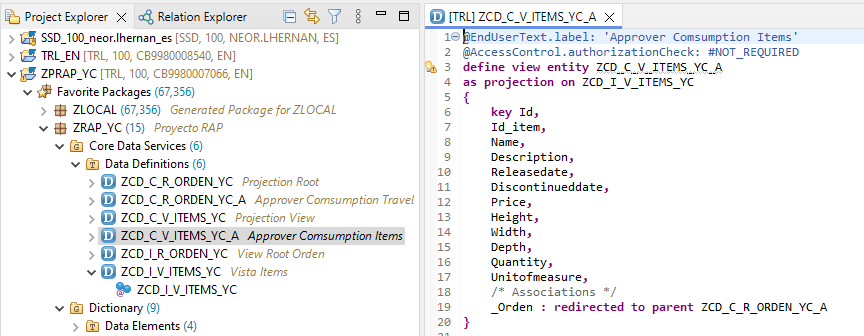 Project Explorer
Relation Explorer
SSD_100_neor.lhernan_es [SSD, 100, NEOR.LHERNAN, ES]
TRL_EN [TRL, 100, CB9980008540, EN]
ZPRAP_YC [TRL, 100, CB9980007066, EN]
Favorite Packages (67,356)
ZLOCAL (67,356) Generated Package for ZLOCAL
ZRAP_YC (15) Proyecto RAP
Core Data Services (6)
Data Definitions (6)
ZCD_C_R_ORDEN_YC Projection Root
ZCD_C_R_ORDEN_YC_A Approver Comsumption Travel
ZCD_C_V_ITEMS_YC Projection View
ZCD_C_V_ITEMS_YC_A Approver Comsumption Items
ZCD_I_R_ORDEN_YC View Root Orden
ZCD_I_V_ITEMS_YC Vista Items
ZCD_I_V_ITEMS_YC
Dictionary (9)
Data Elements (4)
[TRL] ZCD_C_V_ITEMS_YC_A
1 @EndUserText.label: 'Approver Comsumption Items'
2 @AccessControl.authorizationCheck: #NOT_REQUIRED
3 define view entity ZCD_C_V_ITEMS_YC_A
4 as projection on ZCD_I_V_ITEMS_YC
5 {
6 key Id,
7 Id_item,
8 Name,
9 Description,
10 Releasedate,
11 Discontinueddate,
12 Price,
13 Height,
14 Width,
15 Depth,
16 Quantity,
17 Unitofmeasure,
18 /* Associations */
19 _Orden : redirected to parent ZCD_C_R_ORDEN_YC_A
20 }